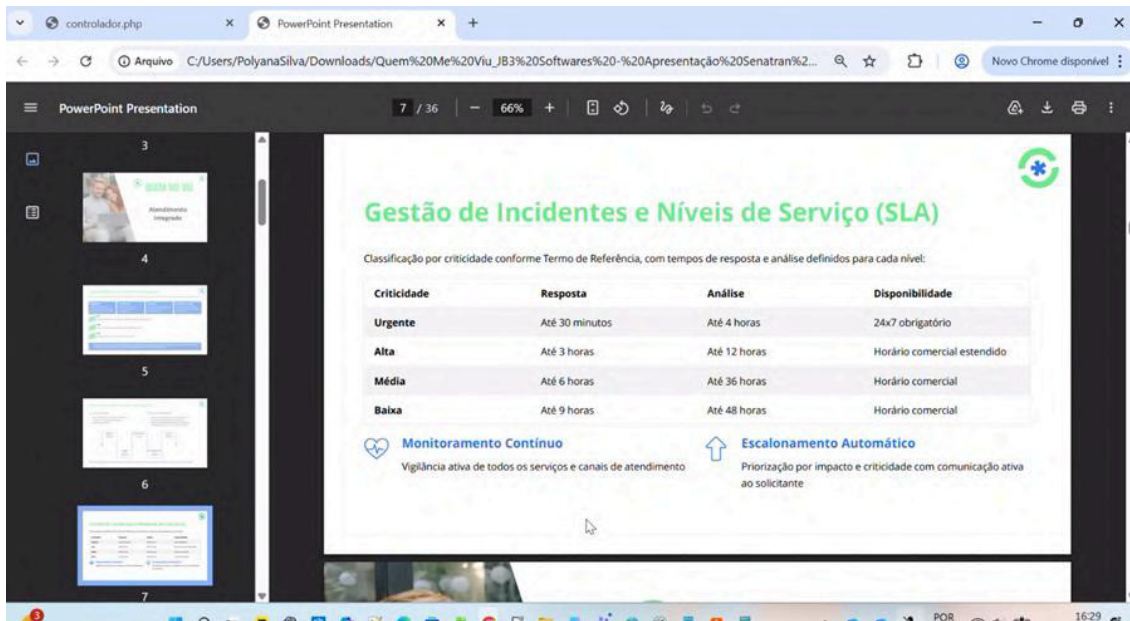 controlador.php
PowerPoint Presentation
Arquivo C:/Users/PolyanaSilva/Downloads/Quem%20Me%20Viu_JB3%20Softwares%20-%20Apresentação%20Senatran%2...
Novo Chrome disponível
PowerPoint Presentation
7 / 36
66%
3
Atendimento
Integrado
4
5
6
7
Gestão de Incidentes e Níveis de Serviço (SLA)
Classificação por criticidade conforme Termo de Referência, com tempos de resposta e análise definidos para cada nível:
Criticidade Resposta Análise Disponibilidade
Urgente Até 30 minutos Até 4 horas 24x7 obrigatório
Alta Até 3 horas Até 12 horas Horário comercial estendido
Média Até 6 horas Até 36 horas Horário comercial
Baixa Até 9 horas Até 48 horas Horário comercial
Monitoramento Contínuo
Vigilância ativa de todos os serviços e canais de atendimento
Escalonamento Automático
Priorização por impacto e criticidade com comunicação ativa
ao solicitante
3
POR
16:29